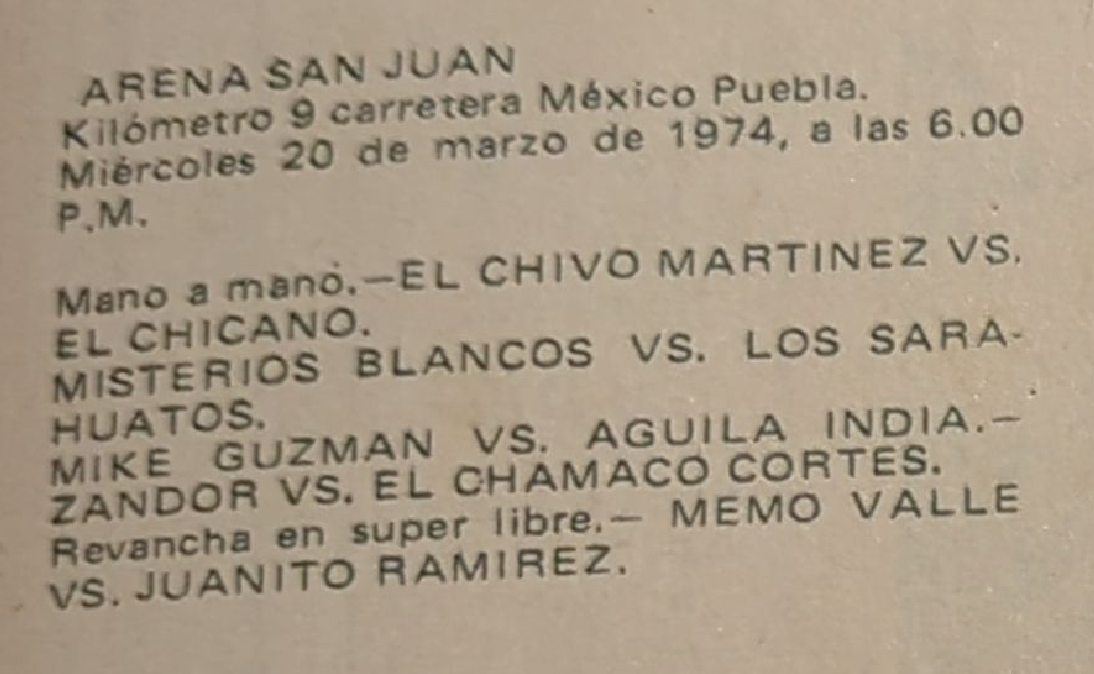 ARENA SAN JUAN
Kilómetro 9 carretera México Puebla.
Miércoles 20 de marzo de 1974, a las 6.00
P.M.
Mano a mano.—EL CHIVO MARTINEZ VS.
EL CHICANO.
MISTERIOS BLANCOS VS. LOS SARA-
HUATOS.
MIKE GUZMAN VS. AGUILA INDIA.—
ZANDOR VS. EL CHAMACO CORTES.
Revancha en super libre.— MEMO VALLE
VS. JUANITO RAMIREZ.